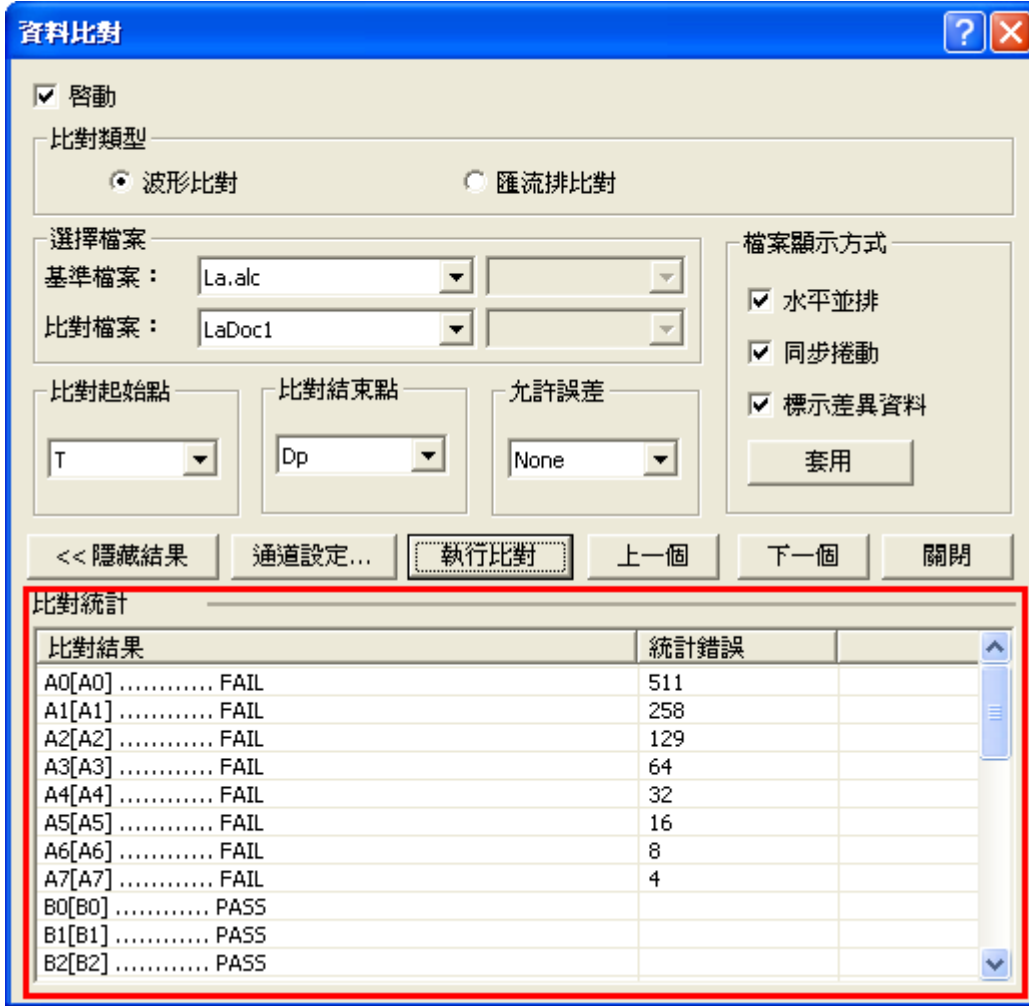 資料比對
啓動
比對類型
波形比對 匯流排比對
選擇檔案
基準檔案： La.alc
比對檔案： LaDoc1
檔案顯示方式
水平並排
同步捲動
標示差異資料
套用
比對起始點 比對結束點 允許誤差
T Dp None
<< 隱藏結果 通道設定... 執行比對 上一個 下一個 關閉
比對統計
比對結果 統計錯誤
A0[A0] ............ FAIL 511
A1[A1] ............ FAIL 258
A2[A2] ............ FAIL 129
A3[A3] ............ FAIL 64
A4[A4] ............ FAIL 32
A5[A5] ............ FAIL 16
A6[A6] ............ FAIL 8
A7[A7] ............ FAIL 4
B0[B0] ............ PASS
B1[B1] ............ PASS
B2[B2] ............ PASS